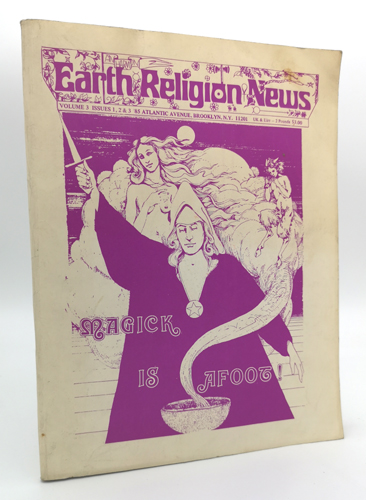 Earth Religion News
VOLUME 3 ISSUES 1, 2 & 3 85 ATLANTIC AVENUE, BROOKLYN, N.Y. 11201
MAGICK
IS AFOOT!